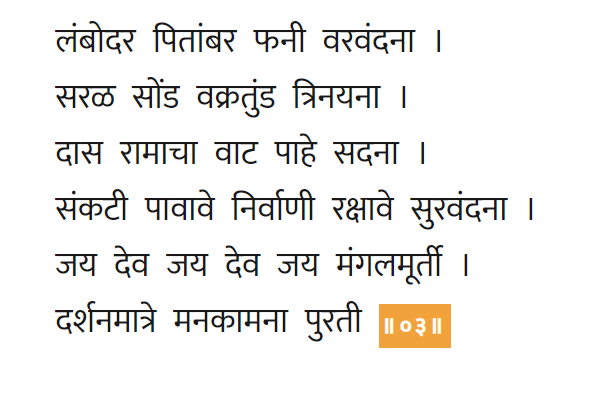 लंबोदर पितांबर फनी वरवंदना ।
सरळ सोंड वक्रतुंड त्रिनयना ।
दास रामाचा वाट पाहे सदना ।
संकटी पावावे निर्वाणी रक्षावे सुरवंदना ।
जय देव जय देव जय मंगलमूर्ती ।
दर्शनमात्रे मनकामना पुरती ॥०३॥